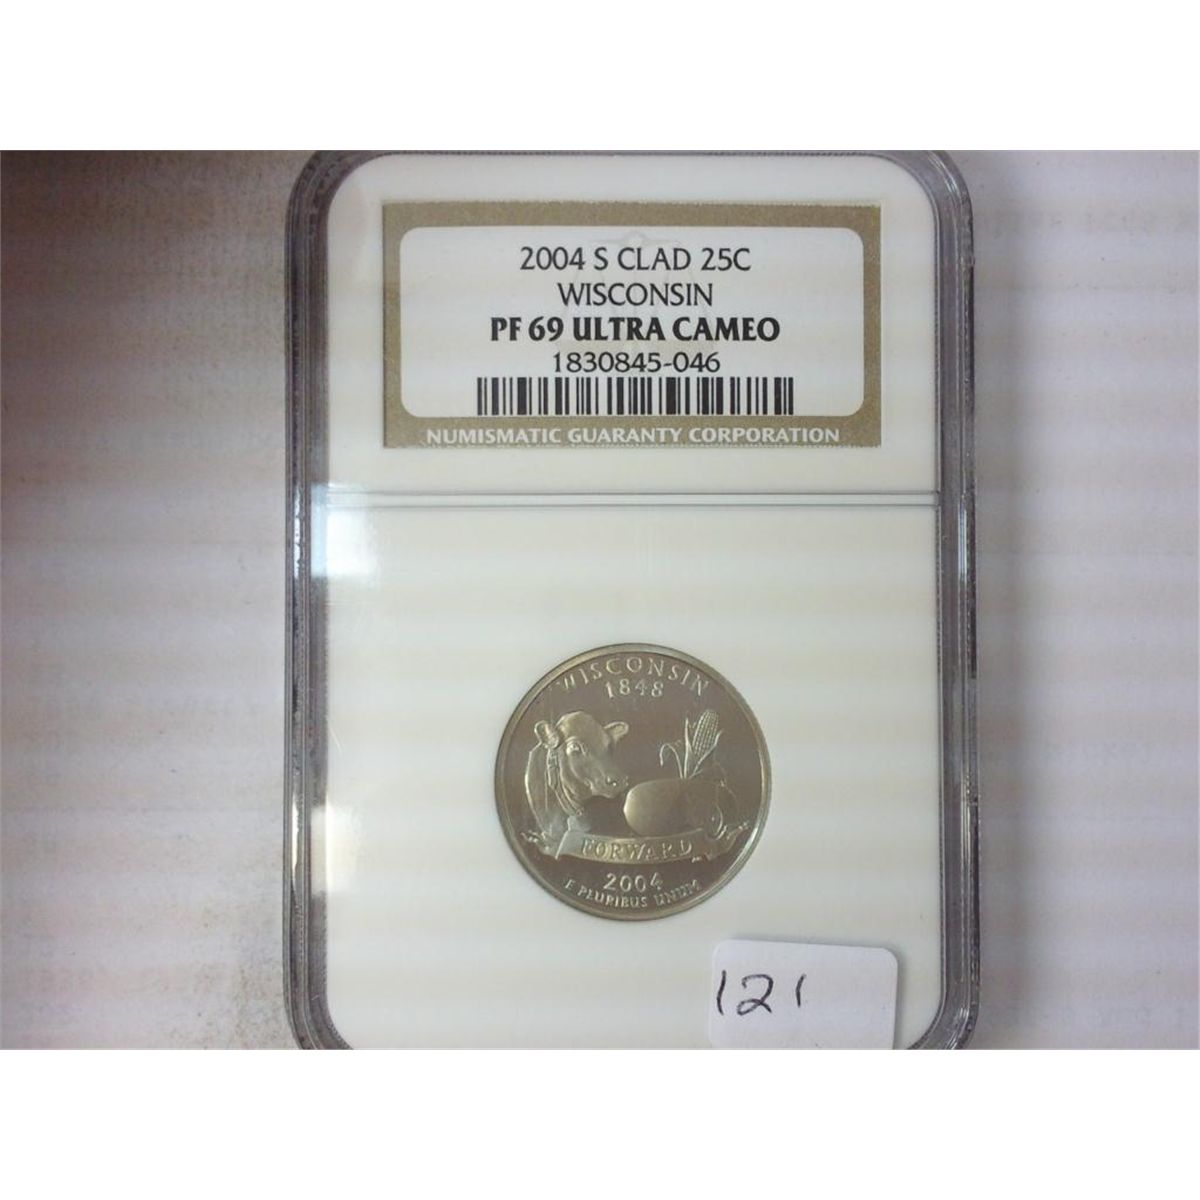 2004 S CLAD 25C
WISCONSIN
PF 69 ULTRA CAMEO
1830845-046
NUMISMATIC GUARANTY CORPORATION
WISCONSIN
1848
FORWARD
2004
E PLURIBUS UNUM
121